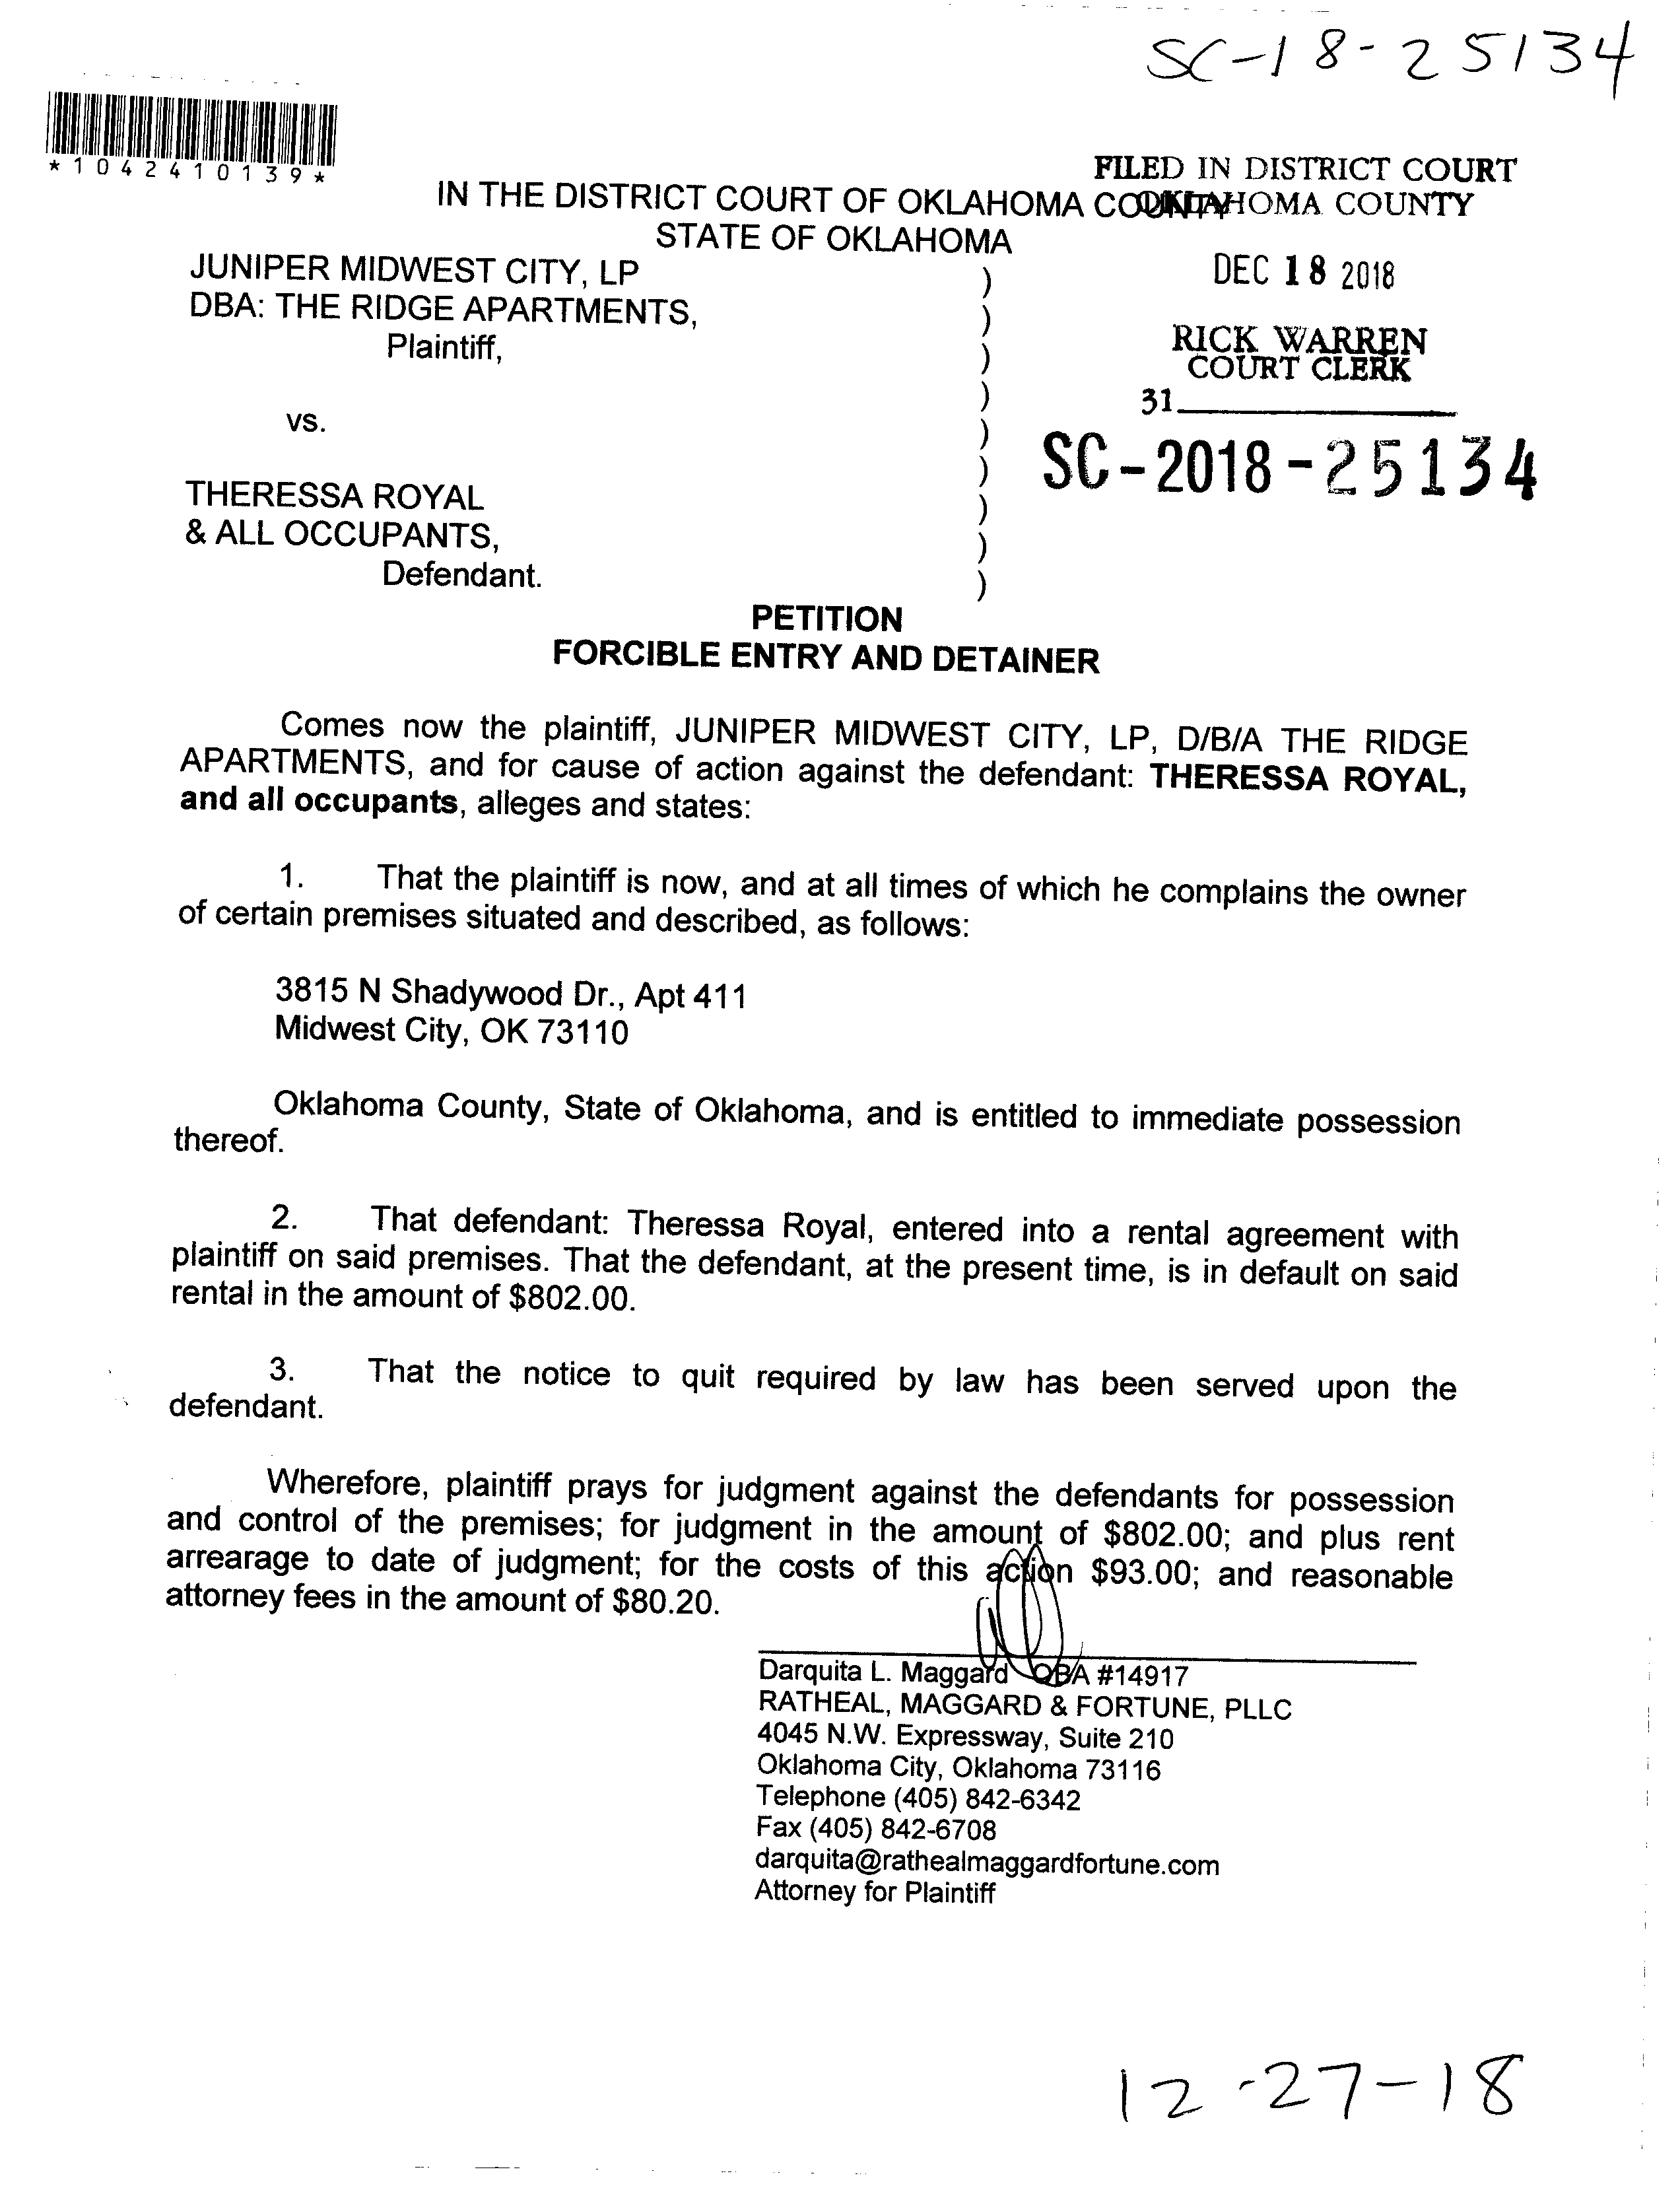 SC-18-25134
*1042410139*
FILED IN DISTRICT COURT
OKLAHOMA COUNTY
IN THE DISTRICT COURT OF OKLAHOMA COUNTY
STATE OF OKLAHOMA
JUNIPER MIDWEST CITY, LP )
DBA: THE RIDGE APARTMENTS, )
Plaintiff, )
)
vs. )
)
THERESSA ROYAL )
& ALL OCCUPANTS, )
Defendant. )
DEC 18 2018
RICK WARREN
COURT CLERK
31
SC-2018-25134
PETITION
FORCIBLE ENTRY AND DETAINER
Comes now the plaintiff, JUNIPER MIDWEST CITY, LP, D/B/A THE RIDGE
APARTMENTS, and for cause of action against the defendant: THERESSA ROYAL,
and all occupants, alleges and states:
1. That the plaintiff is now, and at all times of which he complains the owner
of certain premises situated and described, as follows:
3815 N Shadywood Dr., Apt 411
Midwest City, OK 73110
Oklahoma County, State of Oklahoma, and is entitled to immediate possession
thereof.
2. That defendant: Theressa Royal, entered into a rental agreement with
plaintiff on said premises. That the defendant, at the present time, is in default on said
rental in the amount of $802.00.
3. That the notice to quit required by law has been served upon the
defendant.
Wherefore, plaintiff prays for judgment against the defendants for possession
and control of the premises; for judgment in the amount of $802.00; and plus rent
arrearage to date of judgment; for the costs of this action $93.00; and reasonable
attorney fees in the amount of $80.20.
Darquita L. Maggard OBA #14917
RATHEAL, MAGGARD & FORTUNE, PLLC
4045 N.W. Expressway, Suite 210
Oklahoma City, Oklahoma 73116
Telephone (405) 842-6342
Fax (405) 842-6708
darquita@rathealmaggardfortune.com
Attorney for Plaintiff
12-27-18